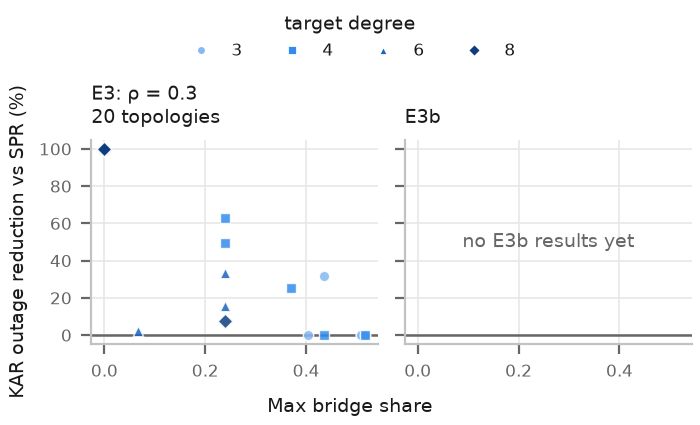 target degree
3 4 6 8
E3: ρ = 0.3
20 topologies
E3b
KAR outage reduction vs SPR (%)
100
80
60
40
20
0
no E3b results yet
0.0 0.2 0.4 0.0 0.2 0.4
Max bridge share